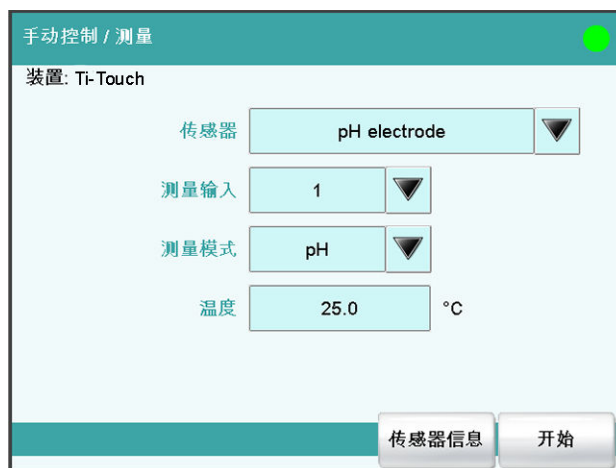 手动控制 / 测量
装置: Ti-Touch
传感器 pH electrode
测量输入 1
测量模式 pH
温度 25.0 °C
传感器信息 开始